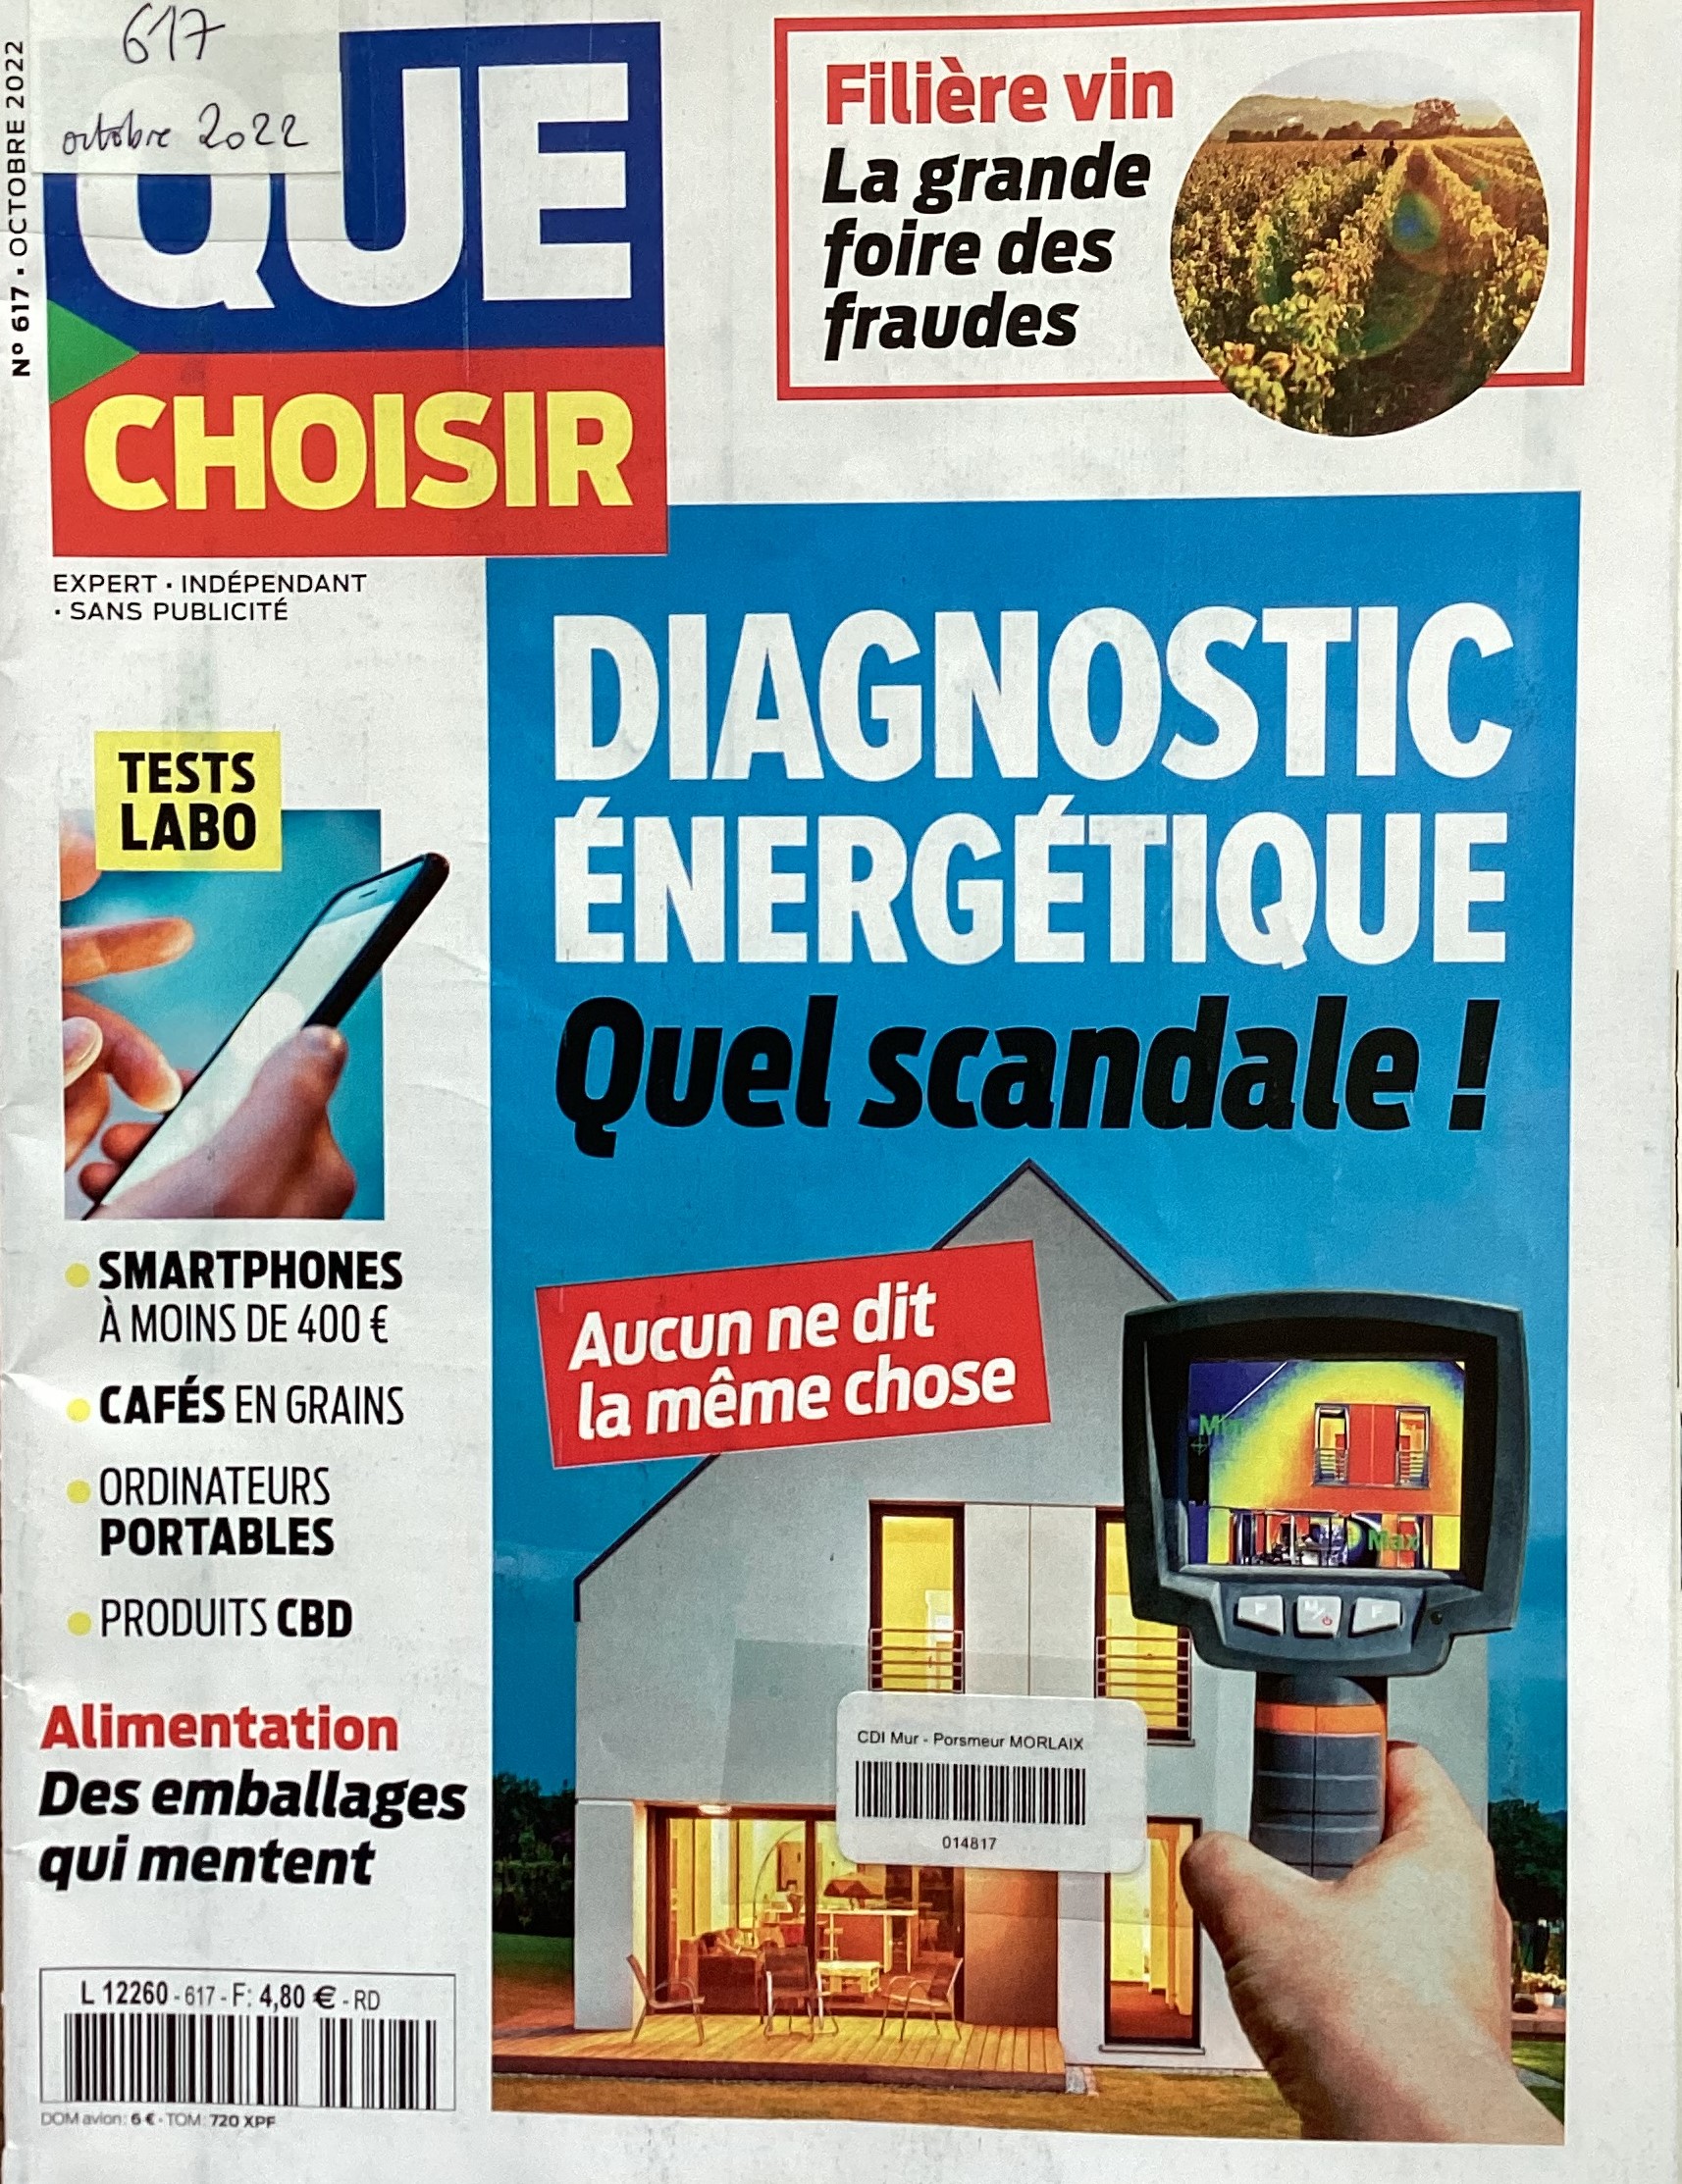 617
octobre 2022
N° 617 • OCTOBRE 2022
QUE
CHOISIR
EXPERT • INDÉPENDANT
• SANS PUBLICITÉ
Filière vin
La grande
foire des
fraudes
DIAGNOSTIC
ÉNERGÉTIQUE
Quel scandale !
Aucun ne dit
la même chose
TESTS
LABO
SMARTPHONES
À MOINS DE 400 €
CAFÉS EN GRAINS
ORDINATEURS
PORTABLES
PRODUITS CBD
Alimentation
Des emballages
qui mentent
Max
P
F
CDI Mur - Porsmeur MORLAIX
014817
L 12260 - 617 - F: 4,80 € - RD
DOM avion : 6 € - TOM : 720 XPF